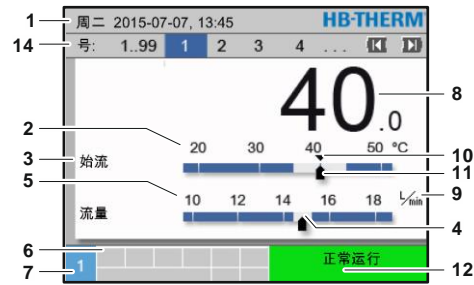 1 周二 2015-07-07, 13:45 HB-THERM
14 号: 1..99 1 2 3 4 ...
40.0 8
2 20 30 40 50 °C 10
3 始流 11
5 10 12 14 16 18 L/min 9
流量 4
6 正常运行
7 1 12